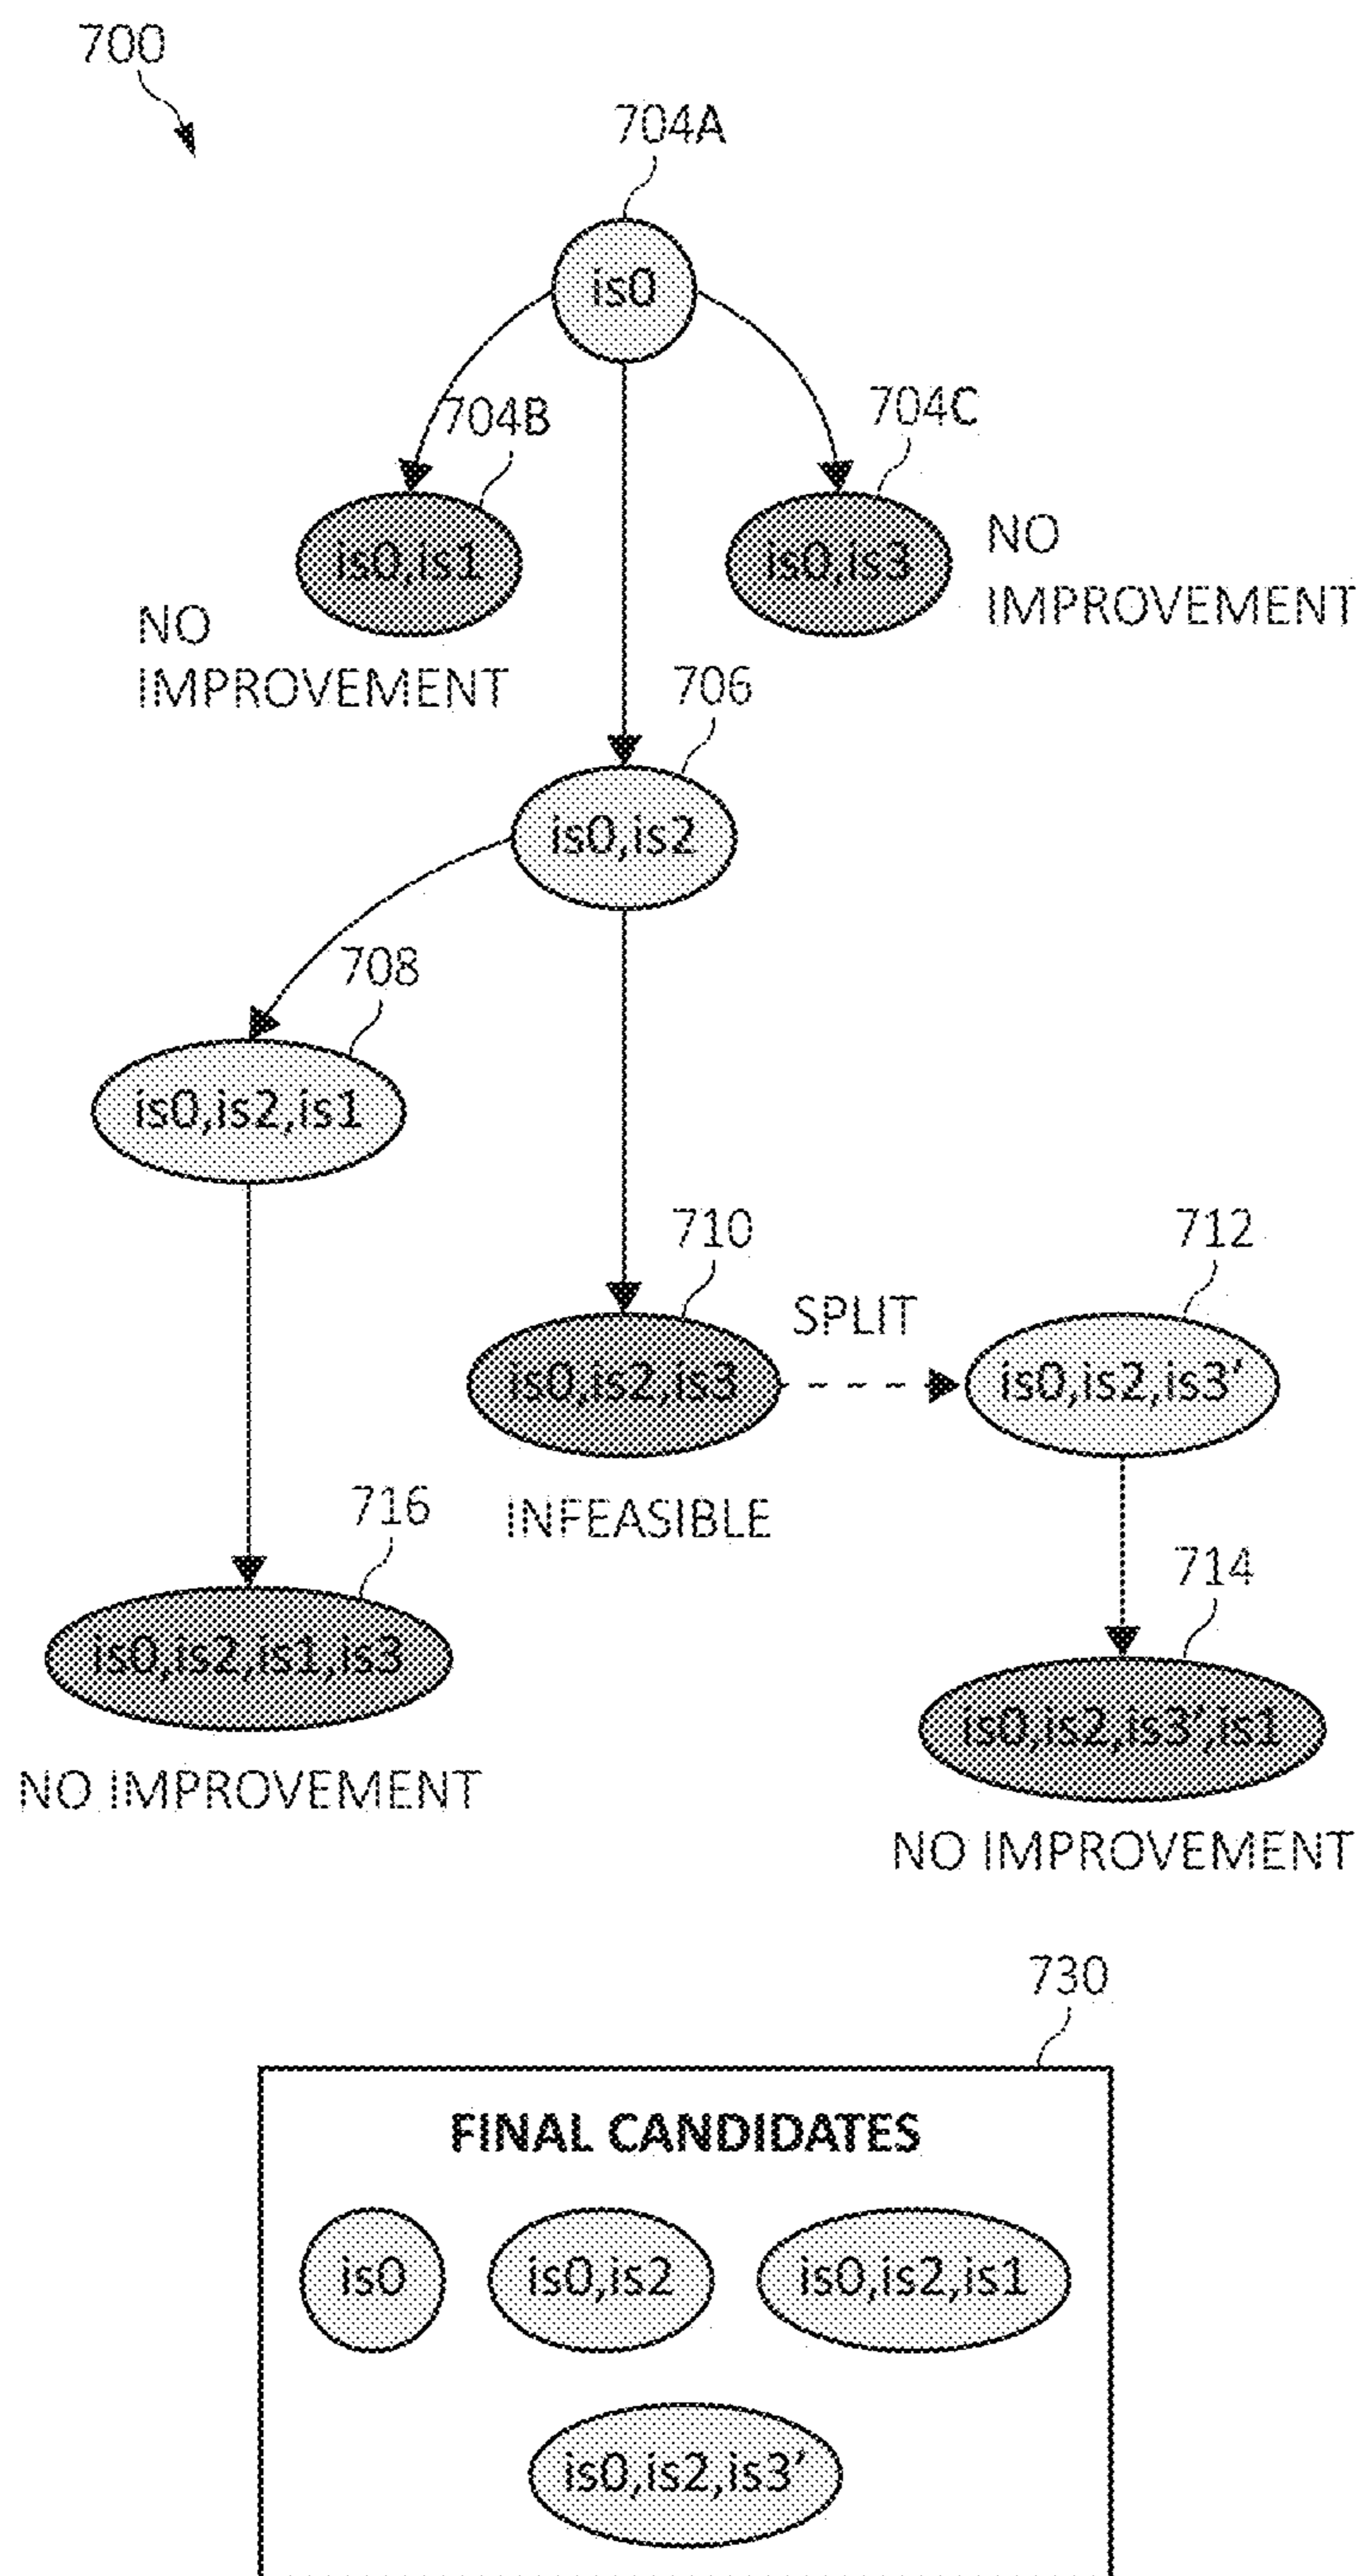 700
704A
is0
704B
704C
is0,is1
is0,is3
NO
IMPROVEMENT
NO
IMPROVEMENT
706
is0,is2
708
is0,is2,is1
710
712
SPLIT
is0,is2,is3
is0,is2,is3’
INFEASIBLE
716
714
is0,is2,is1,is3
is0,is2,is3’,is1
NO IMPROVEMENT
NO IMPROVEMENT
730
FINAL CANDIDATES
is0
is0,is2
is0,is2,is1
is0,is2,is3’